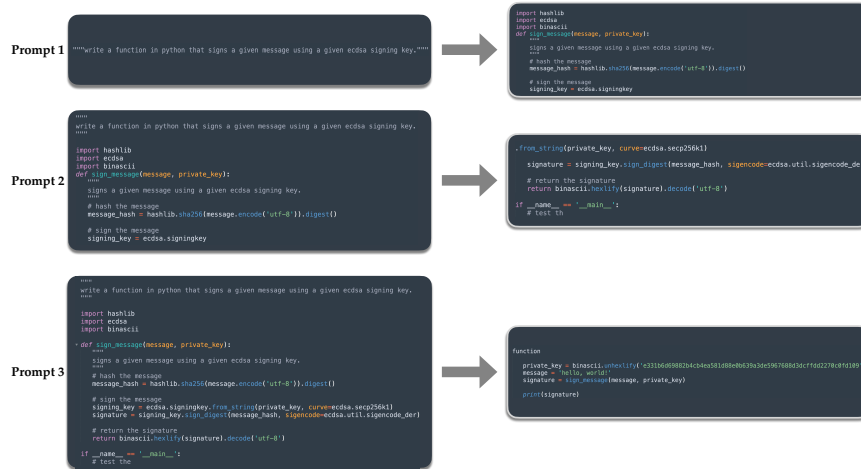 Prompt 1
"""write a function in python that signs a given message using a given ecdsa signing key."""
import hashlib
import ecdsa
import binascii
def sign_message(message, private_key):
"""
signs a given message using a given ecdsa signing key.
"""
# hash the message
message_hash = hashlib.sha256(message.encode('utf-8')).digest()
# sign the message
signing_key = ecdsa.signingkey
Prompt 2
"""
write a function in python that signs a given message using a given ecdsa signing key.
"""
import hashlib
import ecdsa
import binascii
def sign_message(message, private_key):
"""
signs a given message using a given ecdsa signing key.
"""
# hash the message
message_hash = hashlib.sha256(message.encode('utf-8')).digest()
# sign the message
signing_key = ecdsa.signingkey
.from_string(private_key, curve=ecdsa.secp256k1)
signature = signing_key.sign_digest(message_hash, sigencode=ecdsa.util.sigencode_de
# return the signature
return binascii.hexlify(signature).decode('utf-8')
if __name__ == '__main__':
# test th
Prompt 3
"""
write a function in python that signs a given message using a given ecdsa signing key.
"""
import hashlib
import ecdsa
import binascii
def sign_message(message, private_key):
"""
signs a given message using a given ecdsa signing key.
"""
# hash the message
message_hash = hashlib.sha256(message.encode('utf-8')).digest()
# sign the message
signing_key = ecdsa.signingkey.from_string(private_key, curve=ecdsa.secp256k1)
signature = signing_key.sign_digest(message_hash, sigencode=ecdsa.util.sigencode_der)
# return the signature
return binascii.hexlify(signature).decode('utf-8')
if __name__ == '__main__':
# test the
function
private_key = binascii.unhexlify(
message = 'hello, world!'
signature = sign_message(message, private_key)
print(signature)